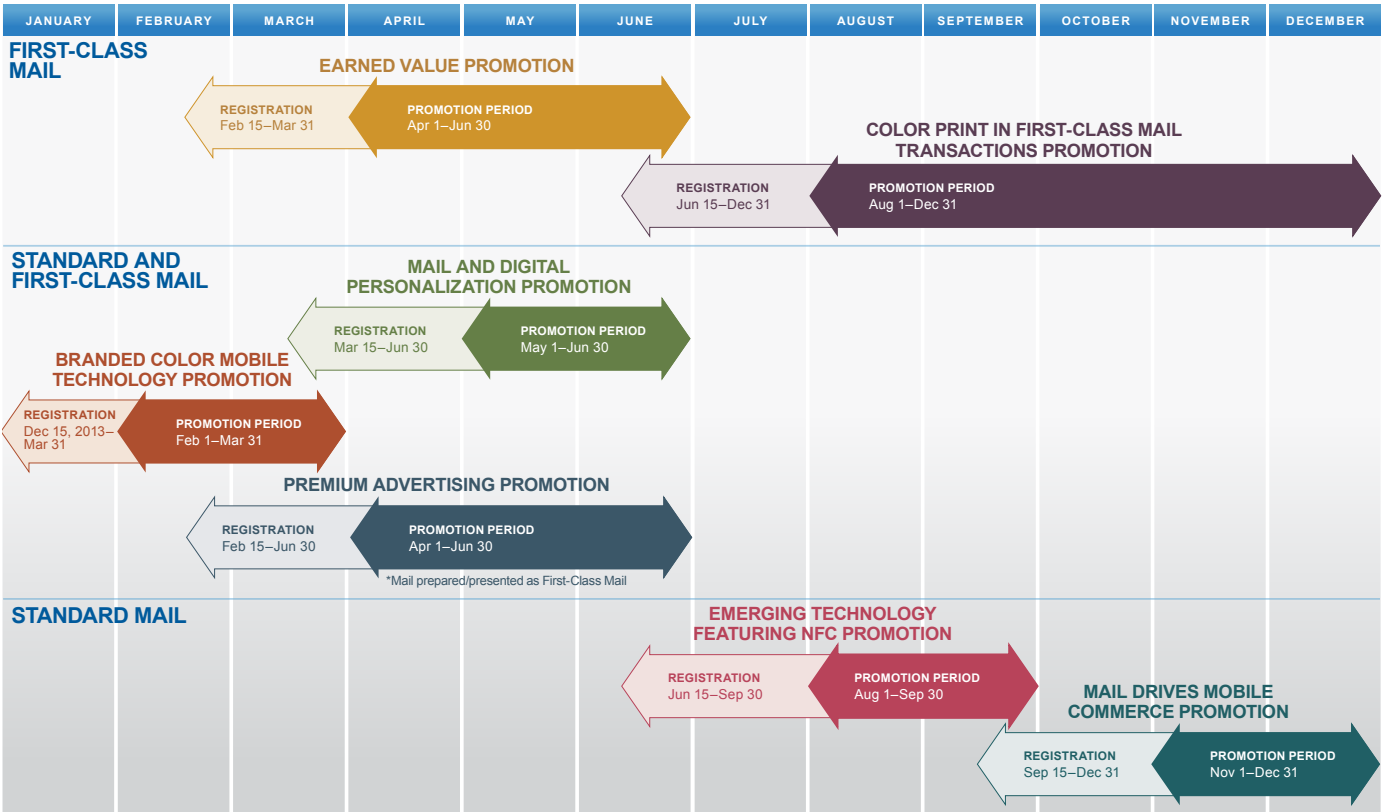 JANUARY
FEBRUARY
MARCH
APRIL
MAY
JUNE
JULY
AUGUST
SEPTEMBER
OCTOBER
NOVEMBER
DECEMBER
FIRST-CLASS
MAIL
EARNED VALUE PROMOTION
REGISTRATION
Feb 15–Mar 31
PROMOTION PERIOD
Apr 1–Jun 30
COLOR PRINT IN FIRST-CLASS MAIL
TRANSACTIONS PROMOTION
REGISTRATION
Jun 15–Dec 31
PROMOTION PERIOD
Aug 1–Dec 31
STANDARD AND
FIRST-CLASS MAIL
MAIL AND DIGITAL
PERSONALIZATION PROMOTION
REGISTRATION
Mar 15–Jun 30
PROMOTION PERIOD
May 1–Jun 30
BRANDED COLOR MOBILE
TECHNOLOGY PROMOTION
REGISTRATION
Dec 15, 2013–
Mar 31
PROMOTION PERIOD
Feb 1–Mar 31
PREMIUM ADVERTISING PROMOTION
REGISTRATION
Feb 15–Jun 30
PROMOTION PERIOD
Apr 1–Jun 30
*Mail prepared/presented as First-Class Mail
STANDARD MAIL
EMERGING TECHNOLOGY
FEATURING NFC PROMOTION
REGISTRATION
Jun 15–Sep 30
PROMOTION PERIOD
Aug 1–Sep 30
MAIL DRIVES MOBILE
COMMERCE PROMOTION
REGISTRATION
Sep 15–Dec 31
PROMOTION PERIOD
Nov 1–Dec 31